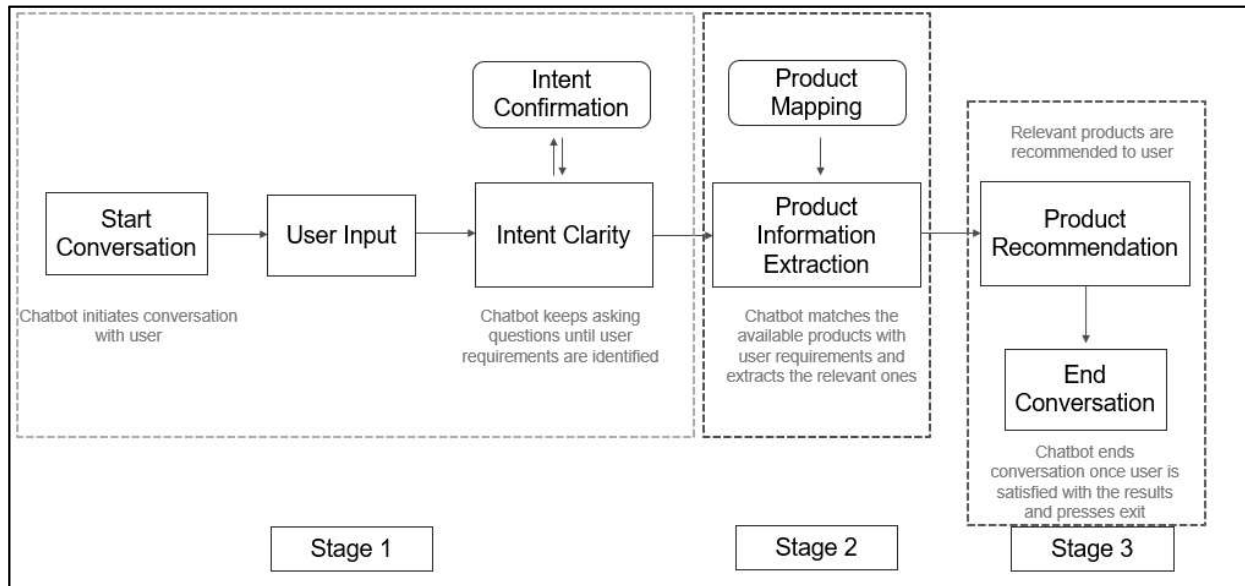 Intent
Confirmation
Product
Mapping
Relevant products are
recommended to user
Start
Conversation
User Input
Intent Clarity
Product
Information
Extraction
Product
Recommendation
Chatbot initiates conversation
with user
Chatbot keeps asking
questions until user
requirements are identified
Chatbot matches the
available products with
user requirements and
extracts the relevant ones
End
Conversation
Chatbot ends
conversation once user is
satisfied with the results
and presses exit
Stage 1
Stage 2
Stage 3